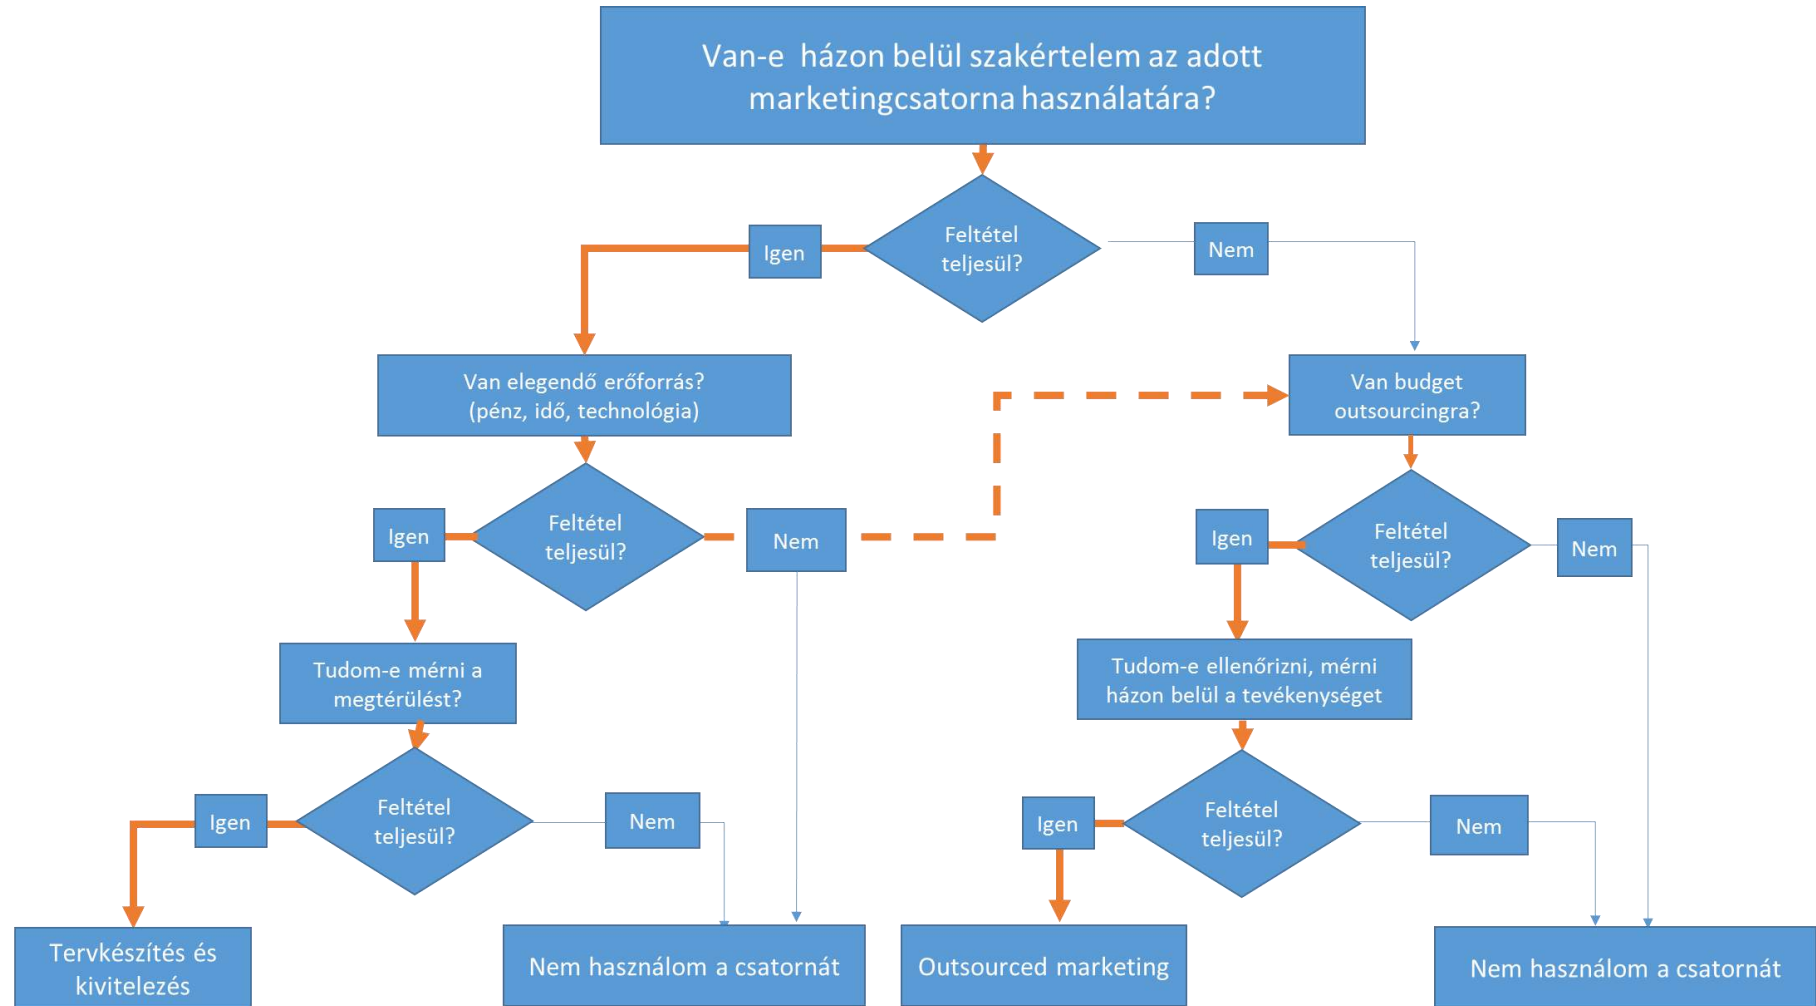 Van-e házon belül szakértelem az adott
marketingcsatorna használatára?
Igen
Feltétel
teljesül?
Nem
Van elegendő erőforrás?
(pénz, idő, technológia)
Van budget
outsourcingra?
Igen
Feltétel
teljesül?
Nem
Igen
Feltétel
teljesül?
Nem
Tudom-e mérni a
megtérülést?
Tudom-e ellenőrizni, mérni
házon belül a tevékenységet
Igen
Feltétel
teljesül?
Nem
Igen
Feltétel
teljesül?
Nem
Tervkészítés és
kivitelezés
Nem használom a csatornát
Outsourced marketing
Nem használom a csatornát